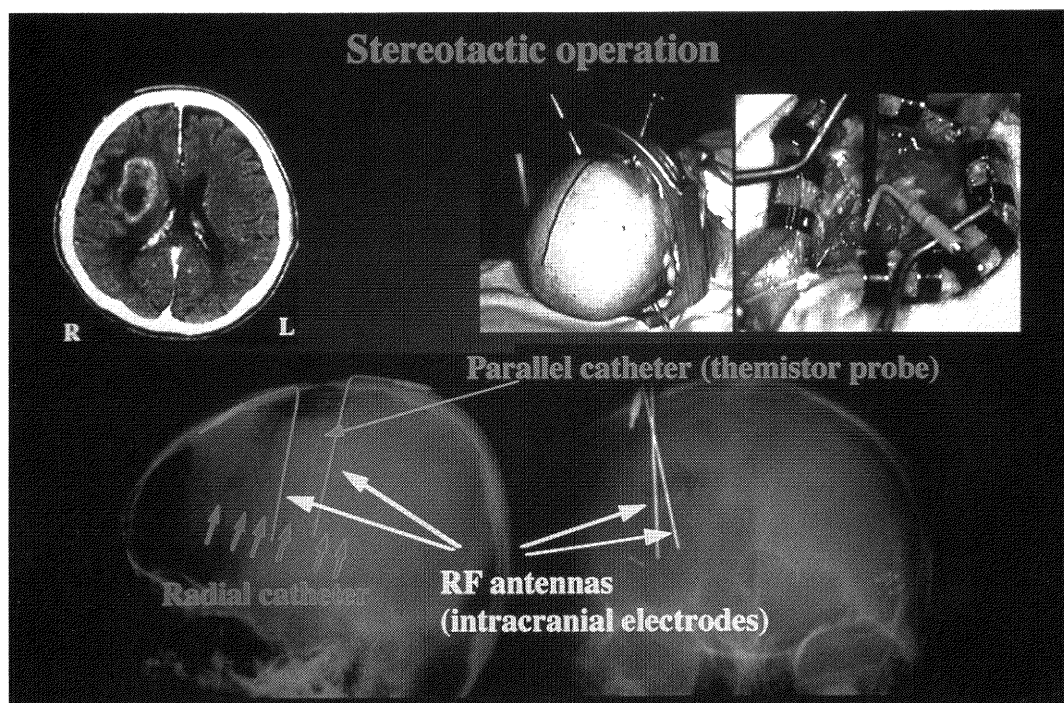 Stereotactic operation
R
L
Parallel catheter (themistor probe)
Radial catheter
RF antennas
(intracranial electrodes)